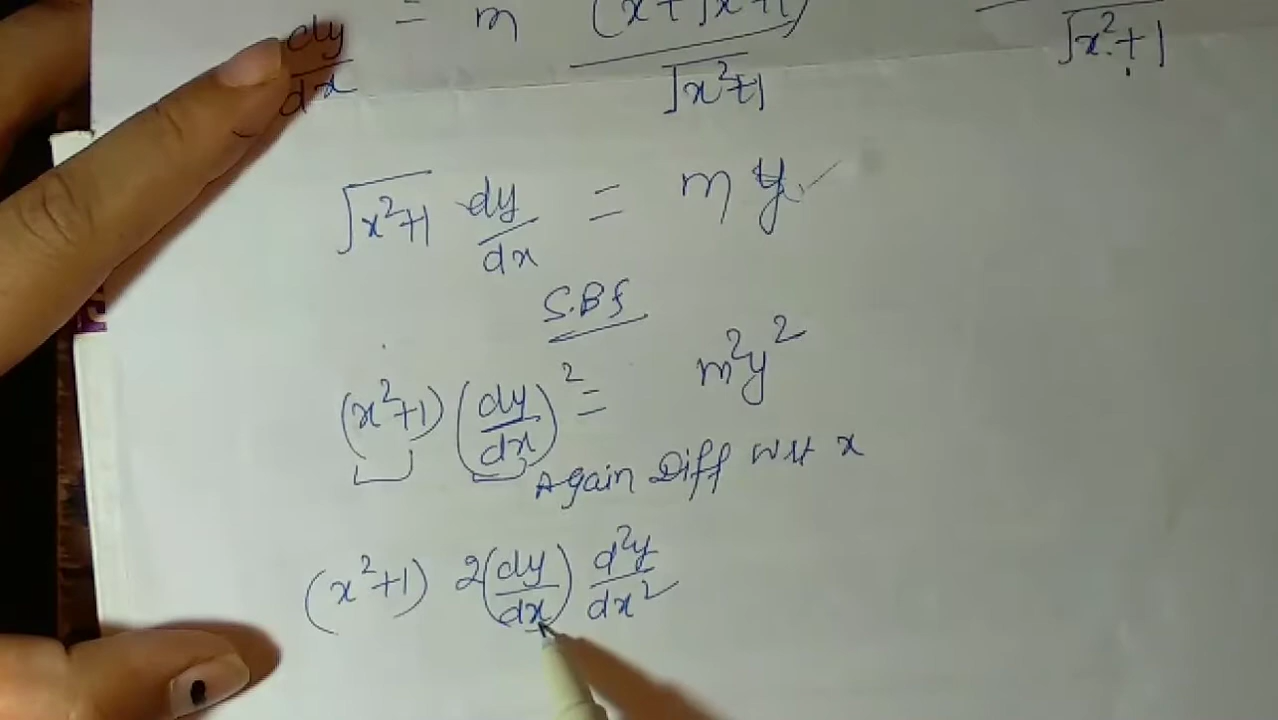 dy/dx = m (x+√x²+1)/√x²+1 √x²+1
√x²+1 dy/dx = my
S.B.S
(x²+1) (dy/dx)² = m²y²
Again Diff wrt x
(x²+1) 2(dy/dx) d²y/dx²